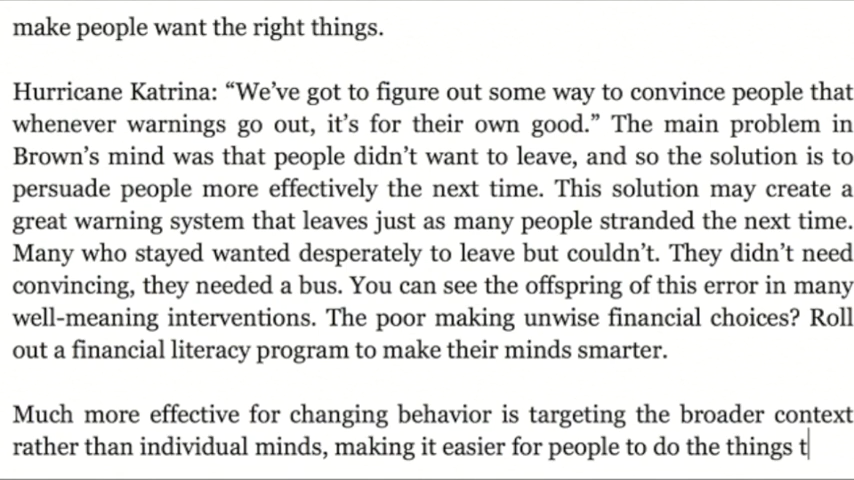 make people want the right things.
Hurricane Katrina: “We’ve got to figure out some way to convince people that
whenever warnings go out, it’s for their own good.” The main problem in
Brown’s mind was that people didn’t want to leave, and so the solution is to
persuade people more effectively the next time. This solution may create a
great warning system that leaves just as many people stranded the next time.
Many who stayed wanted desperately to leave but couldn’t. They didn’t need
convincing, they needed a bus. You can see the offspring of this error in many
well-meaning interventions. The poor making unwise financial choices? Roll
out a financial literacy program to make their minds smarter.
Much more effective for changing behavior is targeting the broader context
rather than individual minds, making it easier for people to do the things t